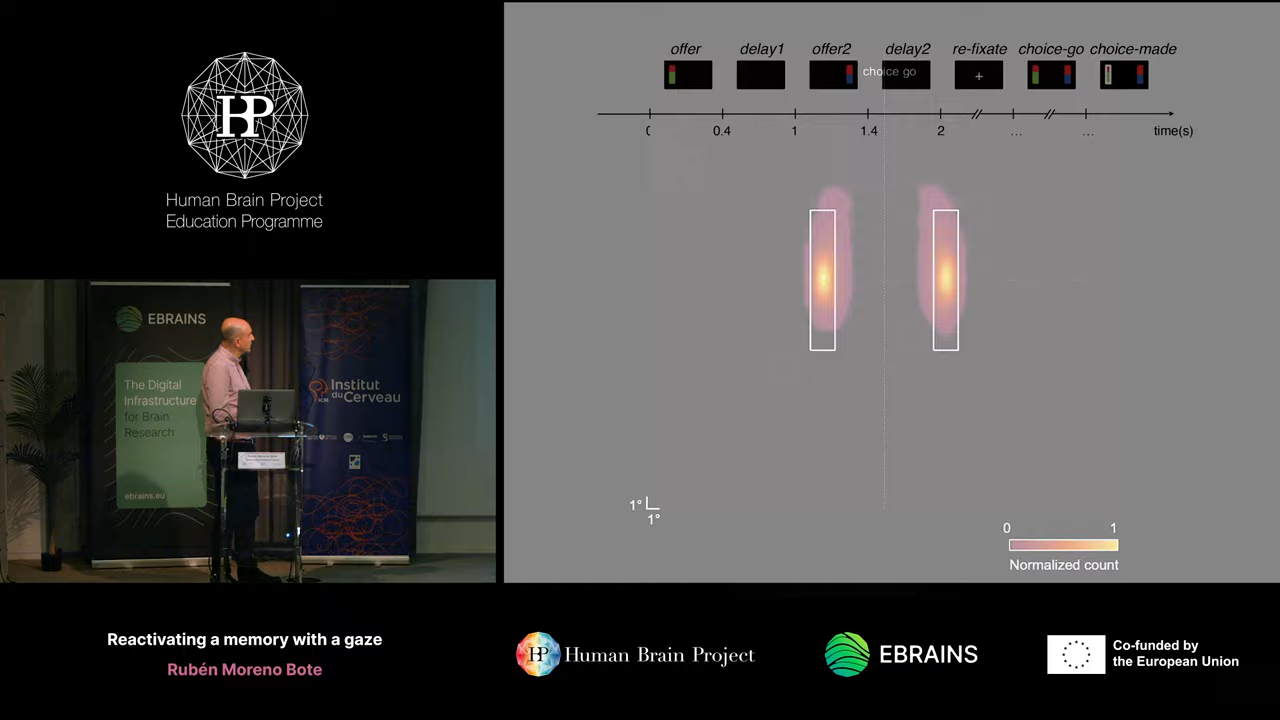 HP
Human Brain Project
Education Programme
EBRAINS
The Digital
Infrastructure
for Brain
Research
ebrains.eu
Institut
du Cerveau
ICM
offer
delay1
offer2
delay2
re-fixate
choice-go
choice-made
choice go
0.4
1
1.4
2
...
...
time(s)
1°
1°
0
1
Normalized count
Reactivating a memory with a gaze
Rubén Moreno Bote
HP
Human Brain Project
EBRAINS
Co-funded by
the European Union